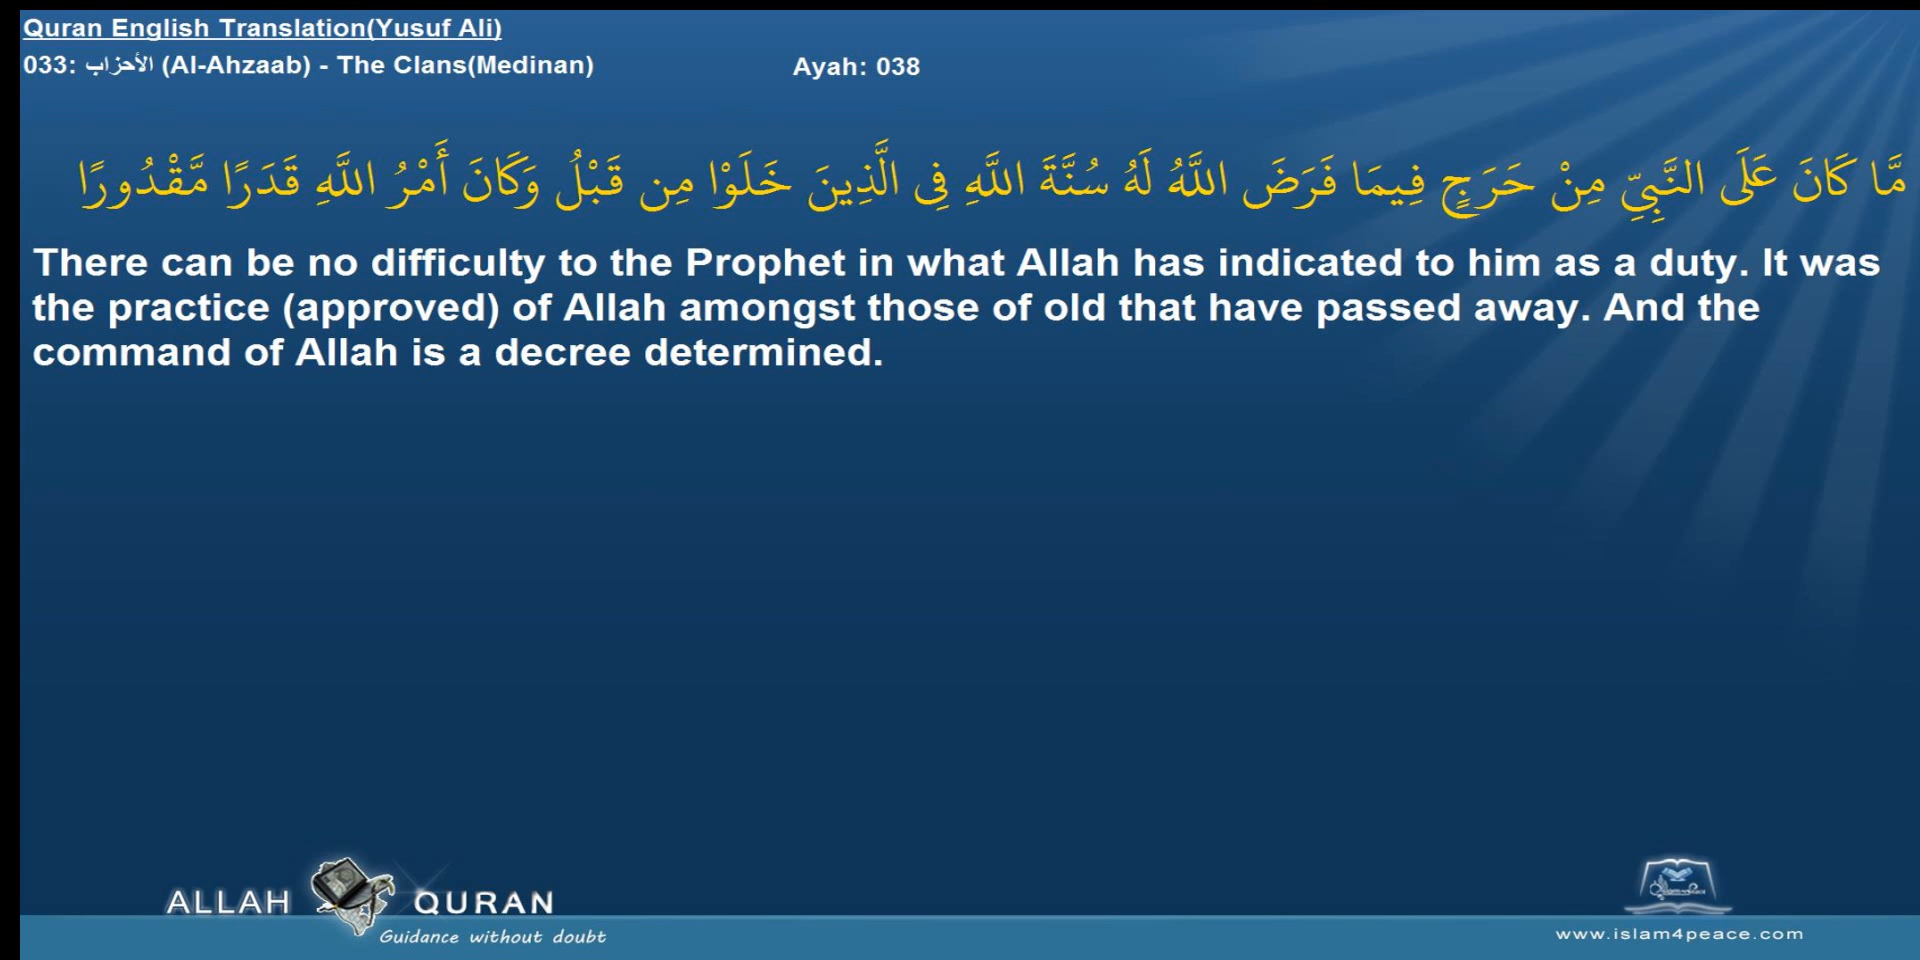 Quran English Translation(Yusuf Ali)
033: الأحزاب (Al-Ahzaab) - The Clans(Medinan) Ayah: 038
مَّا كَانَ عَلَى النَّبِيِّ مِنْ حَرَجٍ فِيمَا فَرَضَ اللَّهُ لَهُ سُنَّةَ اللَّهِ فِي الَّذِينَ خَلَوْا مِن قَبْلُ وَكَانَ أَمْرُ اللَّهِ قَدَرًا مَّقْدُورًا
There can be no difficulty to the Prophet in what Allah has indicated to him as a duty. It was
the practice (approved) of Allah amongst those of old that have passed away. And the
command of Allah is a decree determined.
ALLAH QURAN
Guidance without doubt
www.islam4peace.com